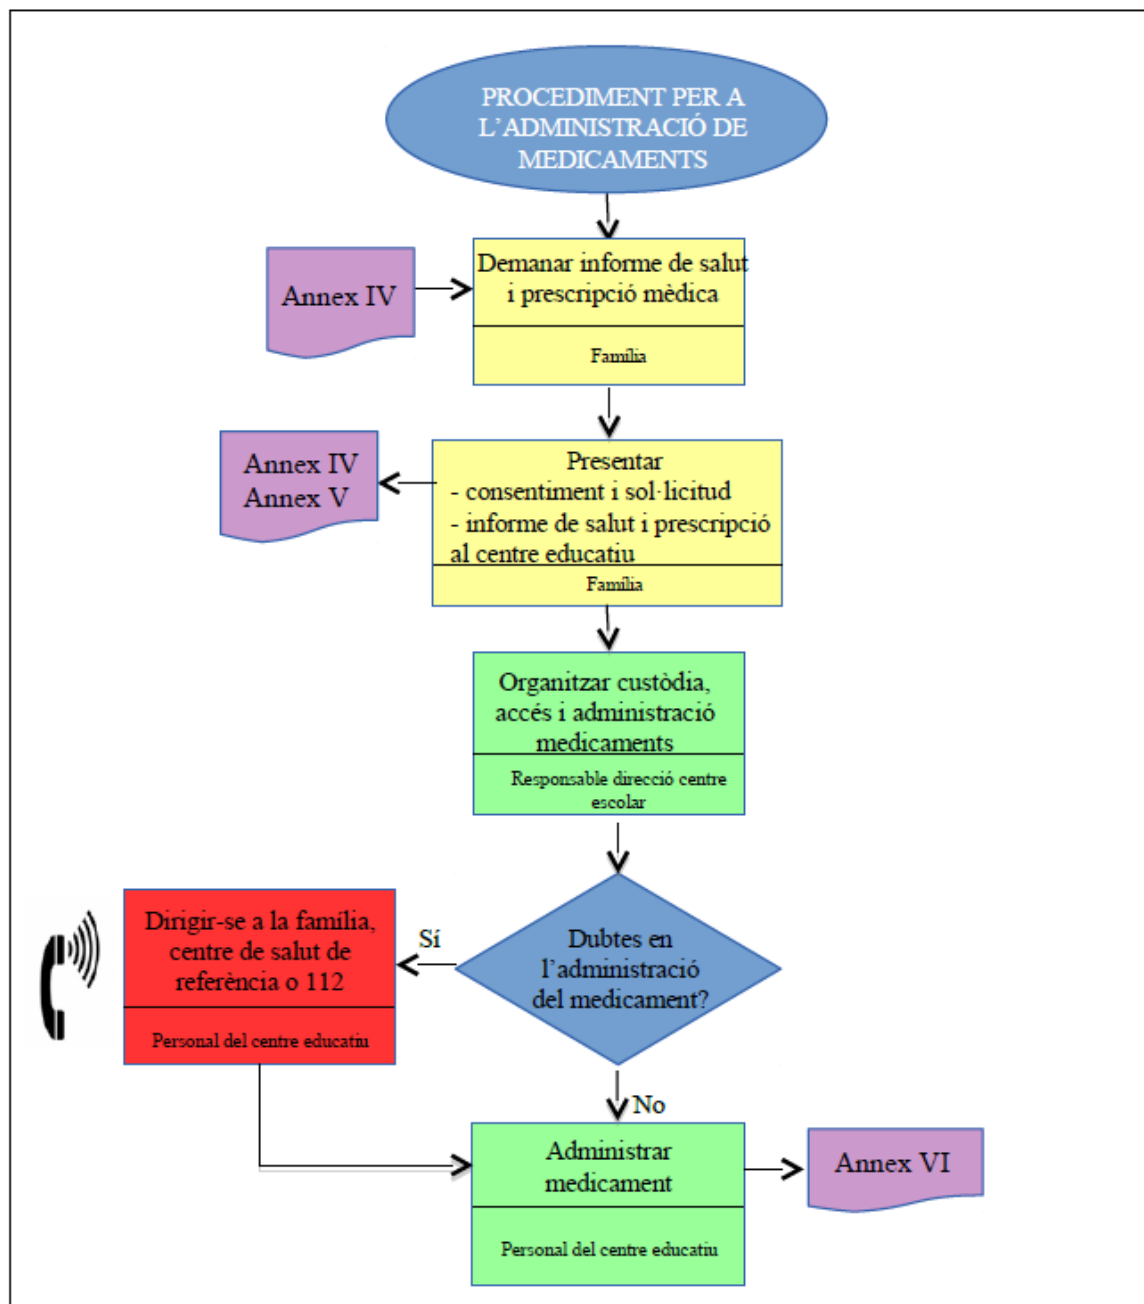 PROCEDIMENT PER A
L’ADMINISTRACIÓ DE
MEDICAMENTS
Demanar informe de salut
i prescripció mèdica
Família
Annex IV
Presentar
- consentiment i sol·licitud
- informe de salut i prescripció
al centre educatiu
Família
Annex IV
Annex V
Organitzar custòdia,
accés i administració
medicaments
Responsable direcció centre
escolar
Dubtes en
l’administració
del medicament?
Sí
Dirigir-se a la família,
centre de salut de
referència o 112
Personal del centre educatiu
No
Administrar
medicament
Personal del centre educatiu
Annex VI